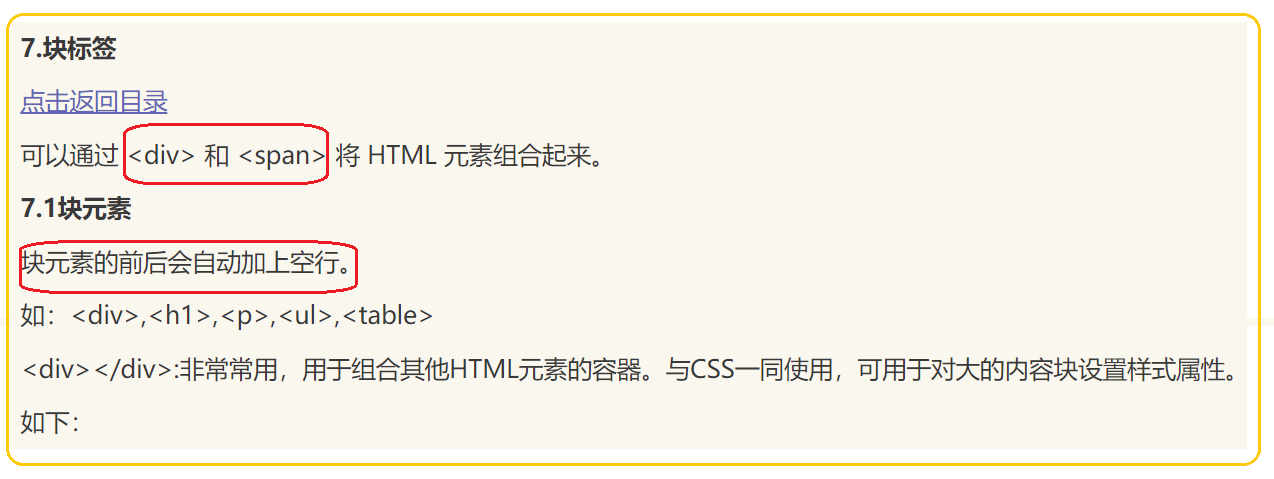 7.块标签
点击返回目录
可以通过 <div> 和 <span> 将 HTML 元素组合起来。
7.1块元素
块元素的前后会自动加上空行。
如：<div>,<h1>,<p>,<ul>,<table>
<div></div>:非常常用，用于组合其他HTML元素的容器。与CSS一同使用，可用于对大的内容块设置样式属性。
如下：